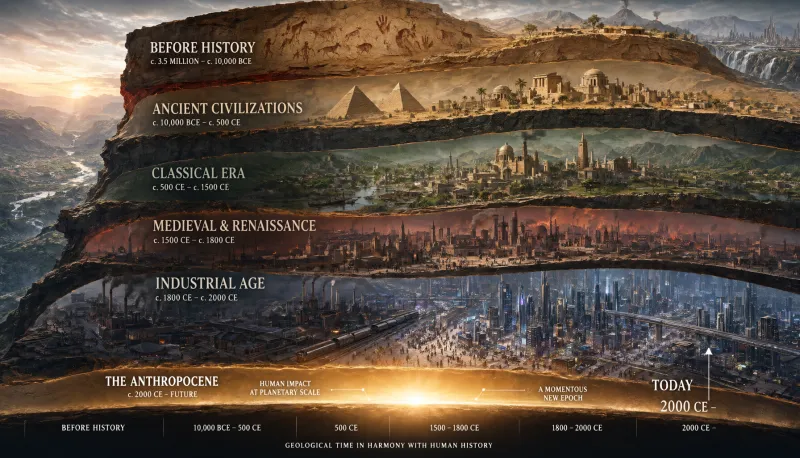 BEFORE HISTORY
c. 3.5 MILLION – c. 10,000 BCE
ANCIENT CIVILIZATIONS
c. 10,000 BCE – c. 500 CE
CLASSICAL ERA
c. 500 CE – c. 1500 CE
MEDIEVAL & RENAISSANCE
c. 1500 CE – c. 1800 CE
INDUSTRIAL AGE
c. 1800 CE – c. 2000 CE
THE ANTHROPOCENE
c. 2000 CE – FUTURE
HUMAN IMPACT
AT PLANETARY SCALE
A MOMENTOUS
NEW EPOCH
TODAY
2000 CE –
BEFORE HISTORY
10,000 BCE – 500 CE
500 CE
1500 – 1800 CE
1800 – 2000 CE
2000 CE –
GEOLOGICAL TIME IN HARMONY WITH HUMAN HISTORY